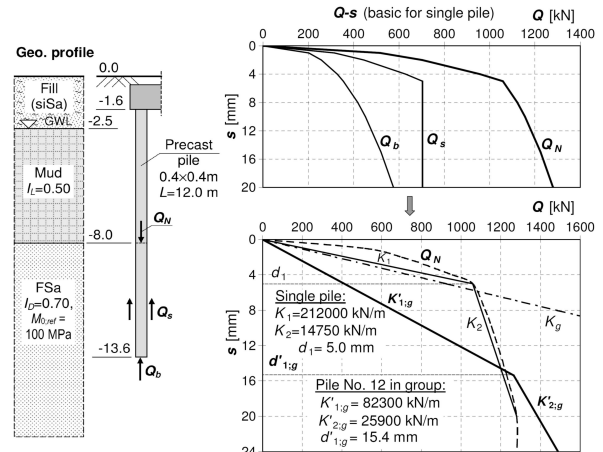 Geo. profile
0.0
Fill
(siSa)
-1.6
GWL
-2.5
Mud
I_L=0.50
Precast
pile
0.4×0.4m
L=12.0 m
Q_N
-8.0
FSa
I_D=0.70,
M_0,ref =
100 MPa
Q_s
-13.6
Q_b
Q-s (basic for single pile)
Q [kN]
0 200 400 600 800 1000 1200 1400
0
4
8
12
16
20
s [mm]
Q_b
Q_s
Q_N
Q [kN]
0 200 400 600 800 1000 1200 1400 1600
0
4
8
12
16
20
24
s [mm]
K_1
Q_N
d_1
Single pile:
K_1=212000 kN/m
K_2=14750 kN/m
d_1= 5.0 mm
K'_1;g
K_2
K_g
d'_1;g
Pile No. 12 in group:
K'_1;g = 82300 kN/m
K'_2;g = 25900 kN/m
d'_1;g = 15.4 mm
K'_2;g